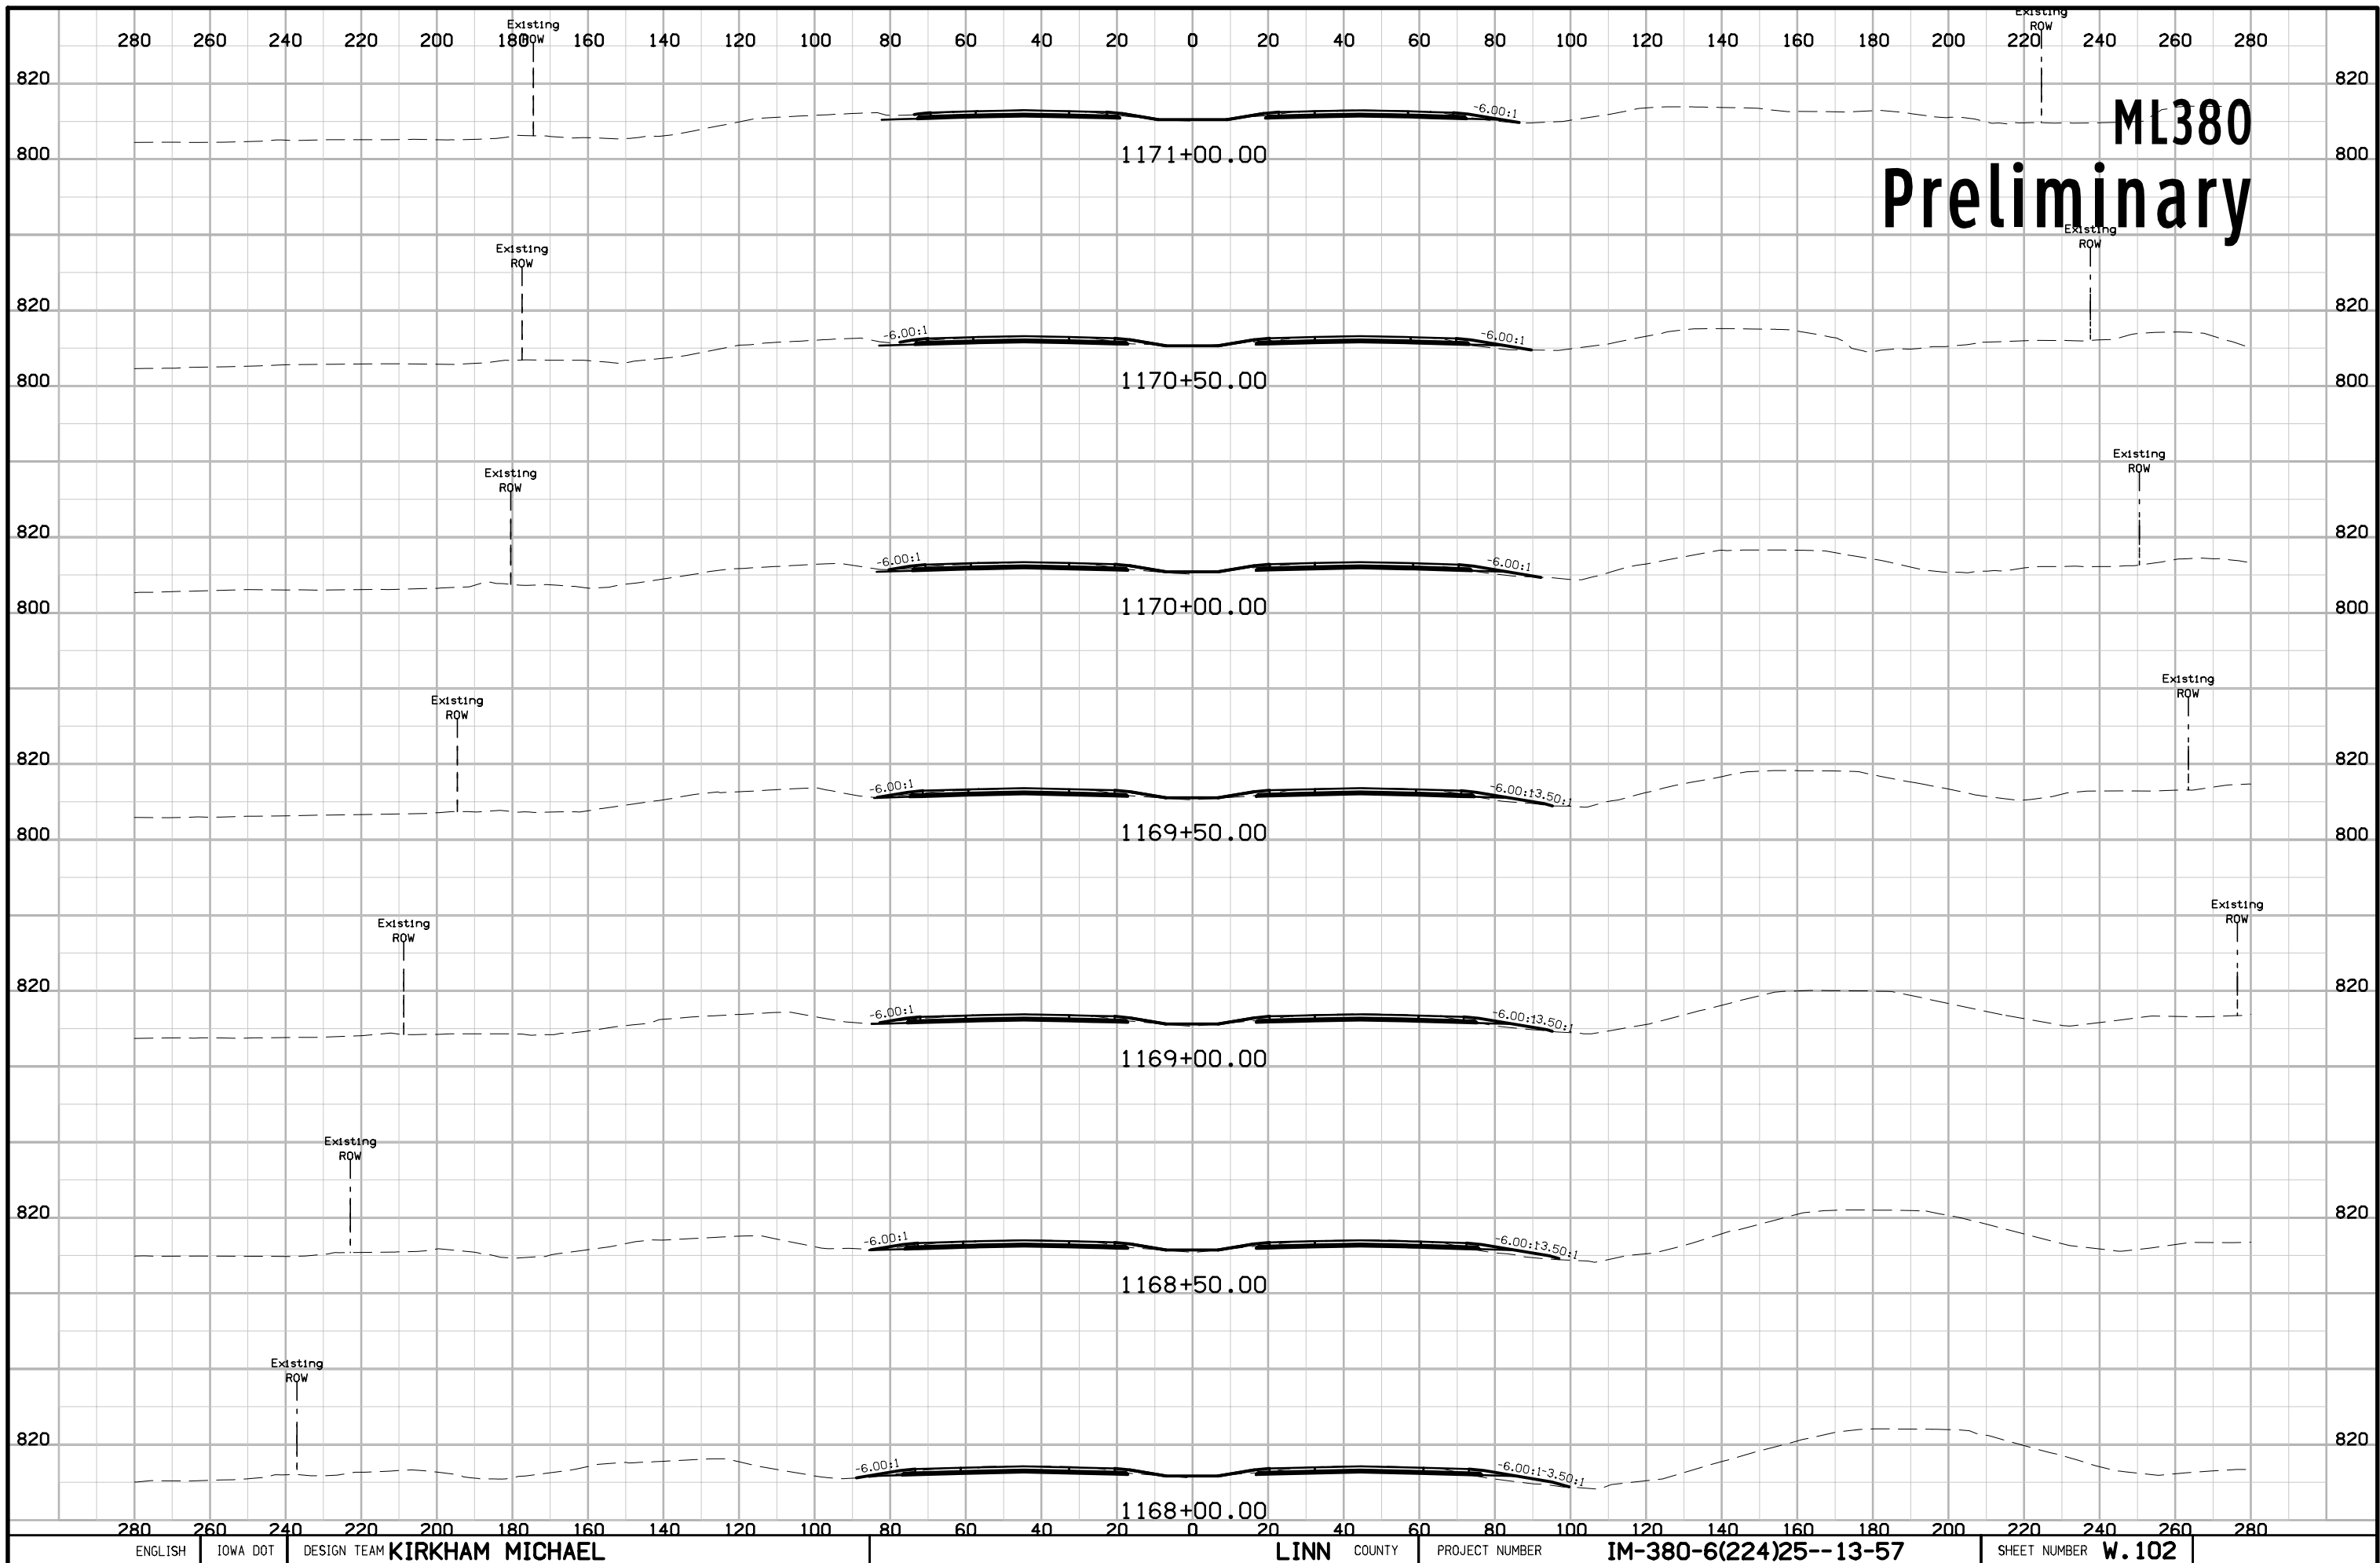 Existing
ROW
Existing
ROW
280 260 240 220 200 180 160 140 120 100 80 60 40 20 0 20 40 60 80 100 120 140 160 180 200 220 240 260 280
820 820
-6.00:1
ML380
800 1171+00.00 800
Preliminary
Existing
ROW
Existing
ROW
820 820
-6.00:1 -6.00:1
800 1170+50.00 800
Existing
ROW
Existing
ROW
820 820
-6.00:1 -6.00:1
800 1170+00.00 800
Existing
ROW
Existing
ROW
820 820
-6.00:1 -6.00:1-3.50:1
800 1169+50.00 800
Existing
ROW
Existing
ROW
820 820
-6.00:1 -6.00:1-3.50:1
1169+00.00
Existing
ROW
820 820
-6.00:1 -6.00:1-3.50:1
1168+50.00
Existing
ROW
820 820
-6.00:1 -6.00:1-3.50:1
1168+00.00
280 260 240 220 200 180 160 140 120 100 80 60 40 20 0 20 40 60 80 100 120 140 160 180 200 220 240 260 280
ENGLISH IOWA DOT DESIGN TEAM KIRKHAM MICHAEL LINN COUNTY PROJECT NUMBER IM-380-6(224)25--13-57 SHEET NUMBER W.102